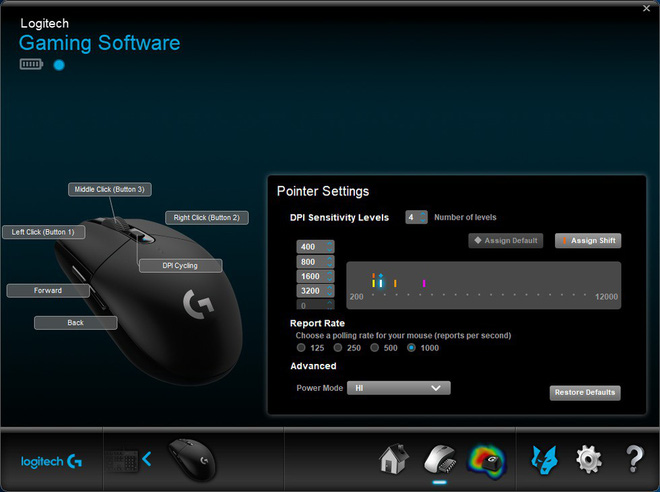 Logitech
Gaming Software
Middle Click (Button 3)
Right Click (Button 2)
Left Click (Button 1)
DPI Cycling
Forward
Back
Pointer Settings
DPI Sensitivity Levels 4 Number of levels
Assign Default Assign Shift
400
800
1600
3200
0
200 12000
Report Rate
Choose a polling rate for your mouse (reports per second)
125 250 500 1000
Advanced
Power Mode HI
Restore Defaults
logitech G
?